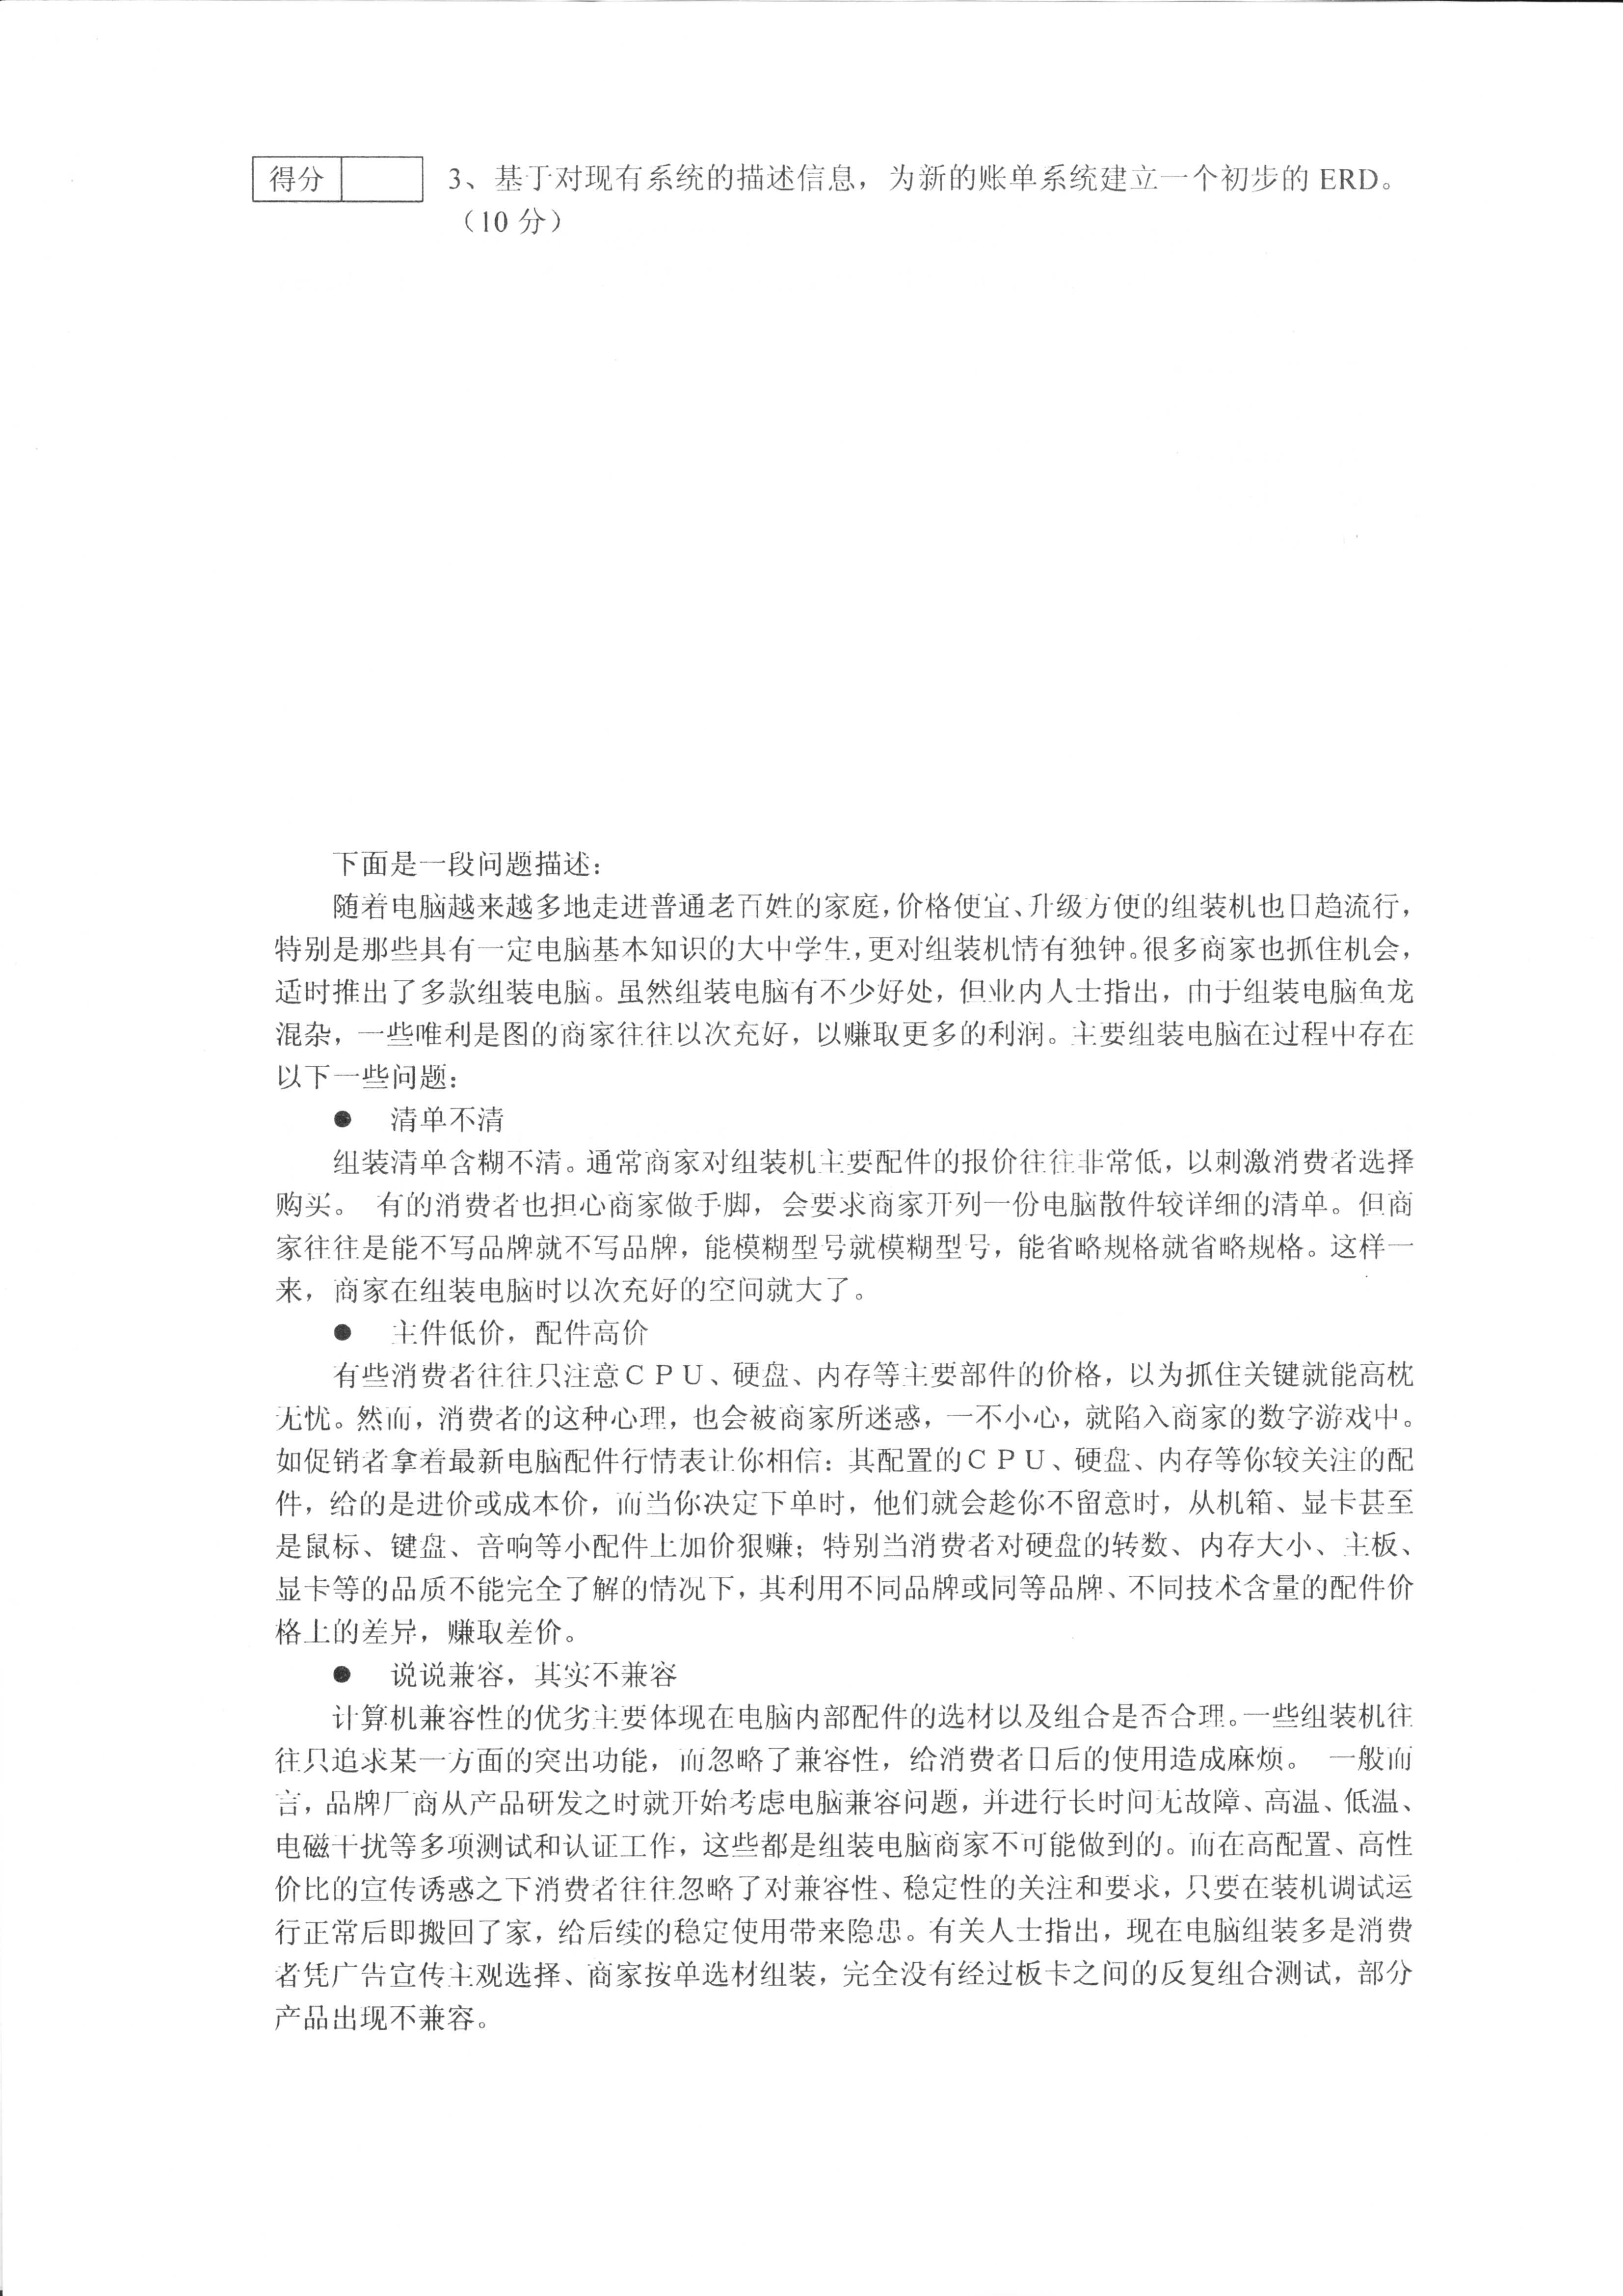 得分
3、基于对现有系统的描述信息，为新的账单系统建立一个初步的 ERD。
（10 分）
下面是一段问题描述：
随着电脑越来越多地走进普通老百姓的家庭，价格便宜、升级方便的组装机也日趋流行，
特别是那些具有一定电脑基本知识的大中学生，更对组装机情有独钟。很多商家也抓住机会，
适时推出了多款组装电脑。虽然组装电脑有不少好处，但业内人士指出，由于组装电脑鱼龙
混杂，一些唯利是图的商家往往以次充好，以赚取更多的利润。主要组装电脑在过程中存在
以下一些问题：
● 清单不清
组装清单含糊不清。通常商家对组装机主要配件的报价往往非常低，以刺激消费者选择
购买。 有的消费者也担心商家做手脚，会要求商家开列一份电脑散件较详细的清单。但商
家往往是能不写品牌就不写品牌，能模糊型号就模糊型号，能省略规格就省略规格。这样一
来，商家在组装电脑时以次充好的空间就大了。
● 主件低价，配件高价
有些消费者往往只注意ＣＰＵ、硬盘、内存等主要部件的价格，以为抓住关键就能高枕
无忧。然而，消费者的这种心理，也会被商家所迷惑，一不小心，就陷入商家的数字游戏中。
如促销者拿着最新电脑配件行情表让你相信：其配置的ＣＰＵ、硬盘、内存等你较关注的配
件，给的是进价或成本价，而当你决定下单时，他们就会趁你不留意时，从机箱、显卡甚至
是鼠标、键盘、音响等小配件上加价狠赚；特别当消费者对硬盘的转数、内存大小、主板、
显卡等的品质不能完全了解的情况下，其利用不同品牌或同等品牌、不同技术含量的配件价
格上的差异，赚取差价。
● 说说兼容，其实不兼容
计算机兼容性的优劣主要体现在电脑内部配件的选材以及组合是否合理。一些组装机往
往只追求某一方面的突出功能，而忽略了兼容性，给消费者日后的使用造成麻烦。 一般而
言，品牌厂商从产品研发之时就开始考虑电脑兼容问题，并进行长时间无故障、高温、低温、
电磁干扰等多项测试和认证工作，这些都是组装电脑商家不可能做到的。而在高配置、高性
价比的宣传诱惑之下消费者往往忽略了对兼容性、稳定性的关注和要求，只要在装机调试运
行正常后即搬回了家，给后续的稳定使用带来隐患。有关人士指出，现在电脑组装多是消费
者凭广告宣传主观选择、商家按单选材组装，完全没有经过板卡之间的反复组合测试，部分
产品出现不兼容。